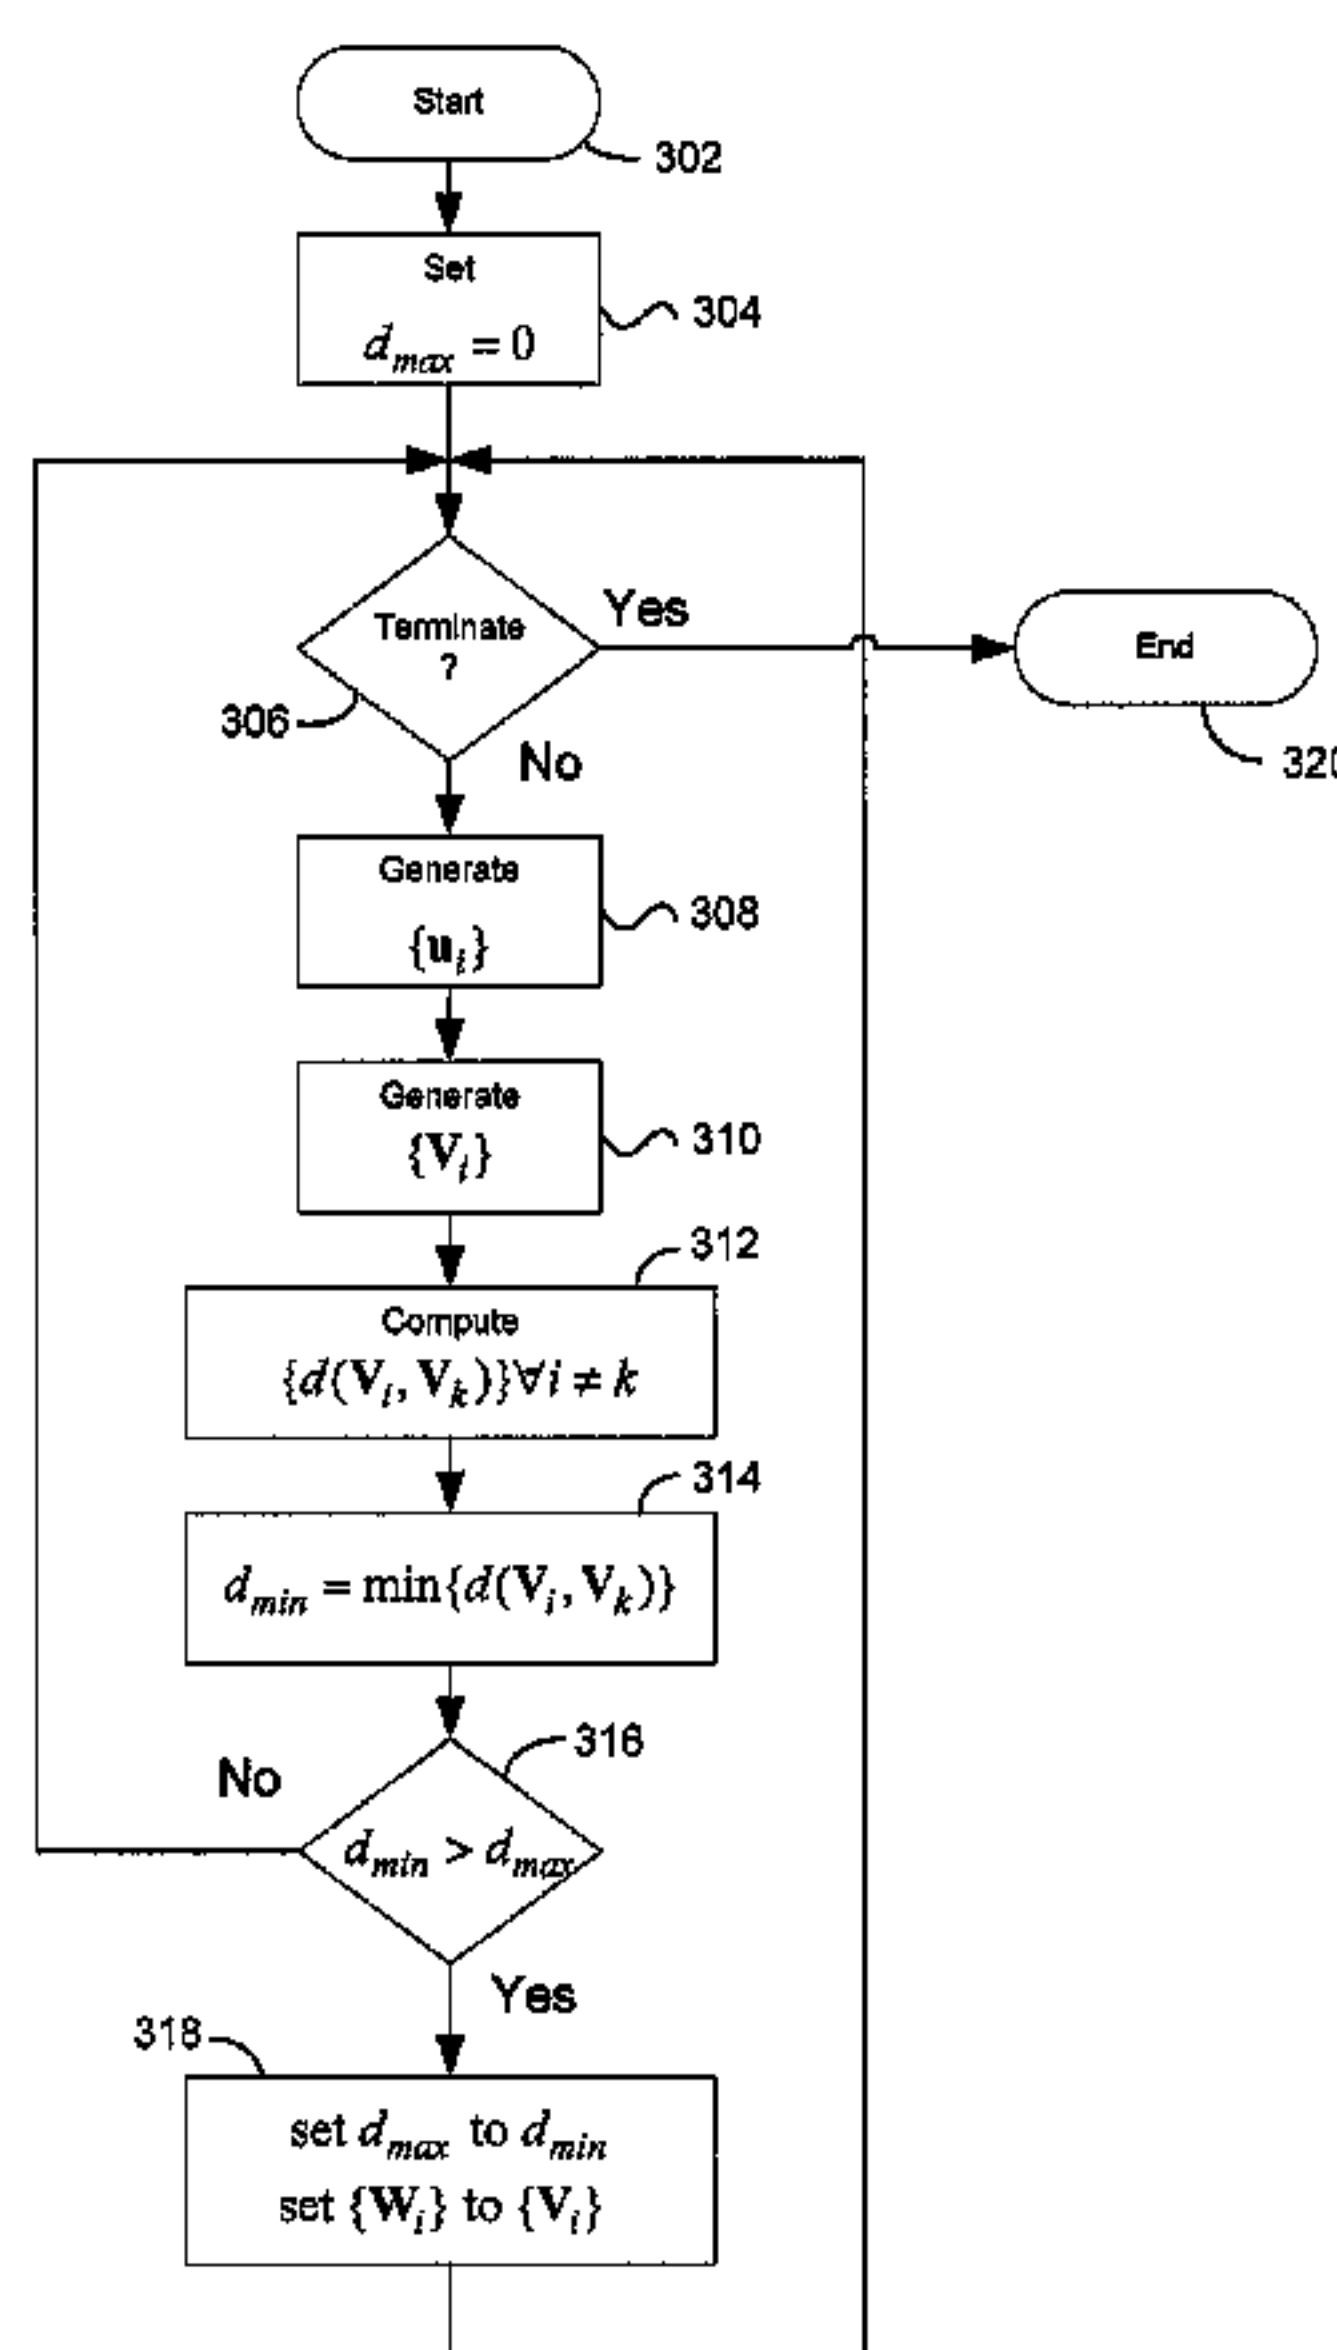 Start
302
Set
d_max = 0
304
Terminate
?
Yes
End
306
No
320
Generate
{u_i}
308
Generate
{V_i}
310
312
Compute
{d(V_i, V_k)}∀i ≠ k
314
d_min = min{d(V_i, V_k)}
316
No
d_min > d_max
Yes
318
set d_max to d_min
set {W_i} to {V_i}